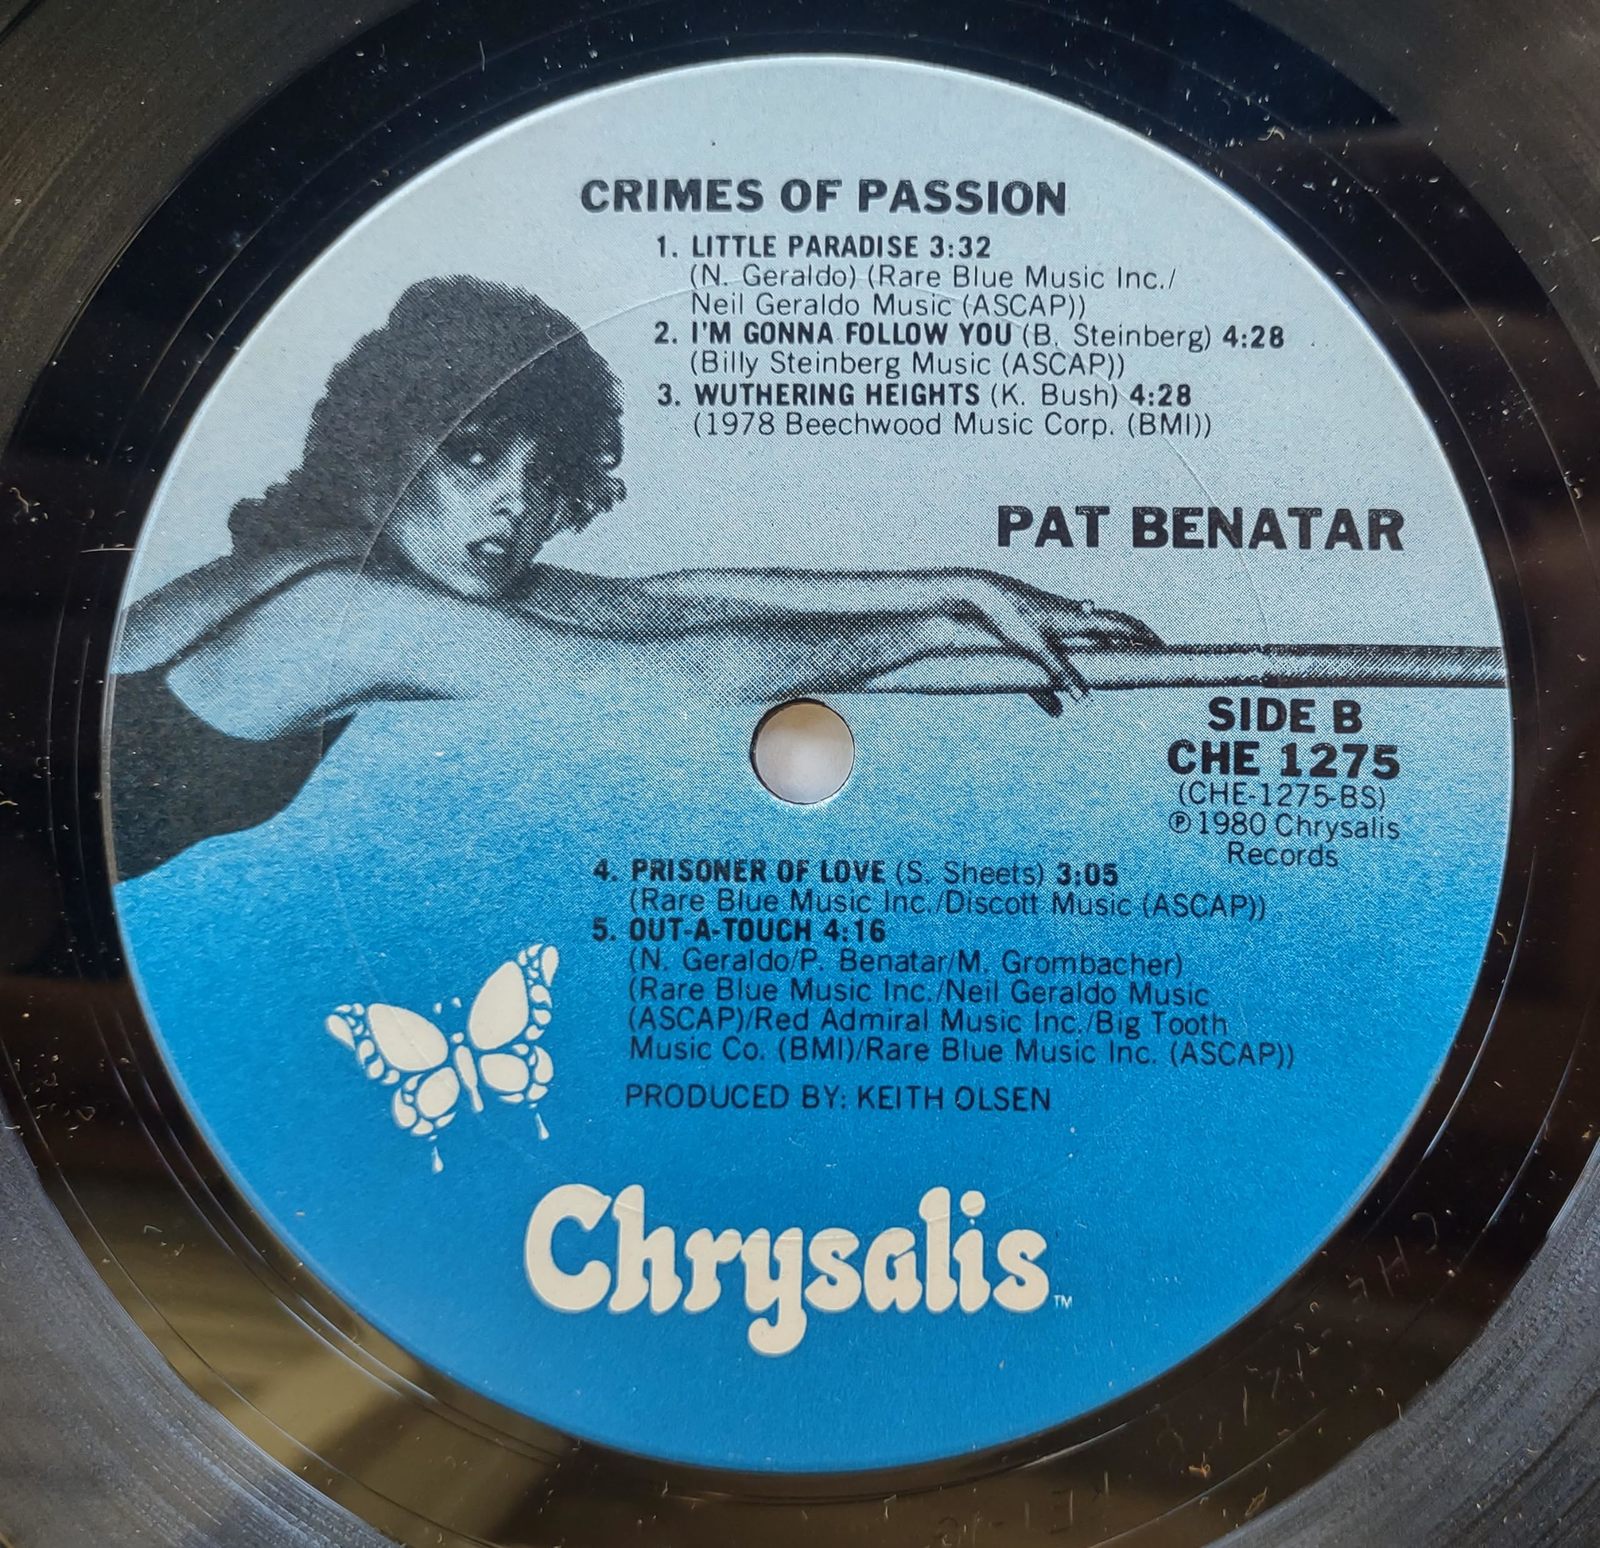 CRIMES OF PASSION
1. LITTLE PARADISE 3:32
(N. Geraldo) (Rare Blue Music Inc./
Neil Geraldo Music (ASCAP))
2. I'M GONNA FOLLOW YOU (B. Steinberg) 4:28
(Billy Steinberg Music (ASCAP))
3. WUTHERING HEIGHTS (K. Bush) 4:28
(1978 Beechwood Music Corp. (BMI))
PAT BENATAR
SIDE B
CHE 1275
(CHE-1275-BS)
℗1980 Chrysalis
Records
4. PRISONER OF LOVE (S. Sheets) 3:05
(Rare Blue Music Inc./Discott Music (ASCAP))
5. OUT-A-TOUCH 4:16
(N. Geraldo/P. Benatar/M. Grombacher)
(Rare Blue Music Inc./Neil Geraldo Music
(ASCAP)/Red Admiral Music Inc./Big Tooth
Music Co. (BMI)/Rare Blue Music Inc. (ASCAP))
PRODUCED BY: KEITH OLSEN
Chrysalis™